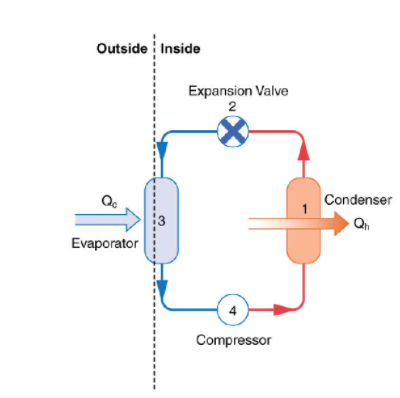 Outside Inside
Expansion Valve
2
Condenser
1
Qc
3
Qh
Evaporator
4
Compressor